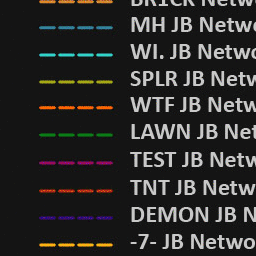 BR1CK Netwo
MH JB Netwo
WI. JB Netwo
SPLR JB Netw
WTF JB Netw
LAWN JB Net
TEST JB Netw
TNT JB Netw
DEMON JB N
-7- JB Netwo